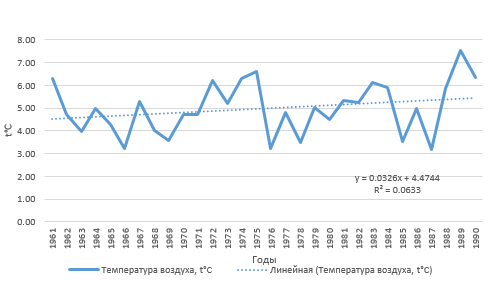 8.00
7.00
6.00
5.00
4.00
3.00
2.00
1.00
0.00
t°C
y = 0.0326x + 4.4744
R² = 0.0633
1961 1962 1963 1964 1965 1966 1967 1968 1969 1970 1971 1972 1973 1974 1975 1976 1977 1978 1979 1980 1981 1982 1983 1984 1985 1986 1987 1988 1989 1990
Годы
Температура воздуха, t°C
Линейная (Температура воздуха, t°C)